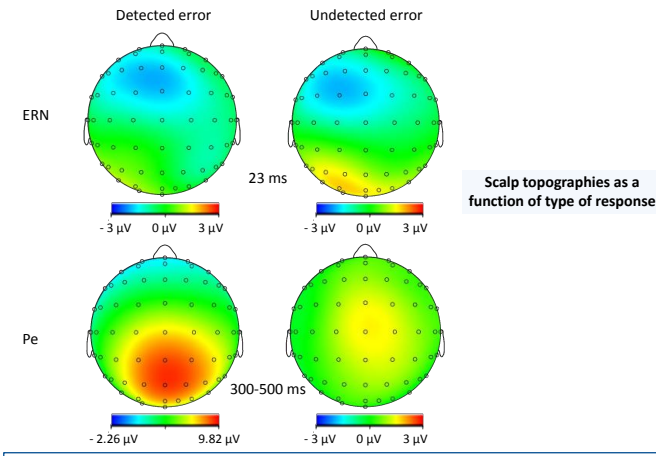 Detected error
Undetected error
ERN
23 ms
Scalp topographies as a
function of type of response
- 3 µV 0 µV 3 µV
- 3 µV 0 µV 3 µV
Pe
300-500 ms
- 2.26 µV 9.82 µV
- 3 µV 0 µV 3 µV